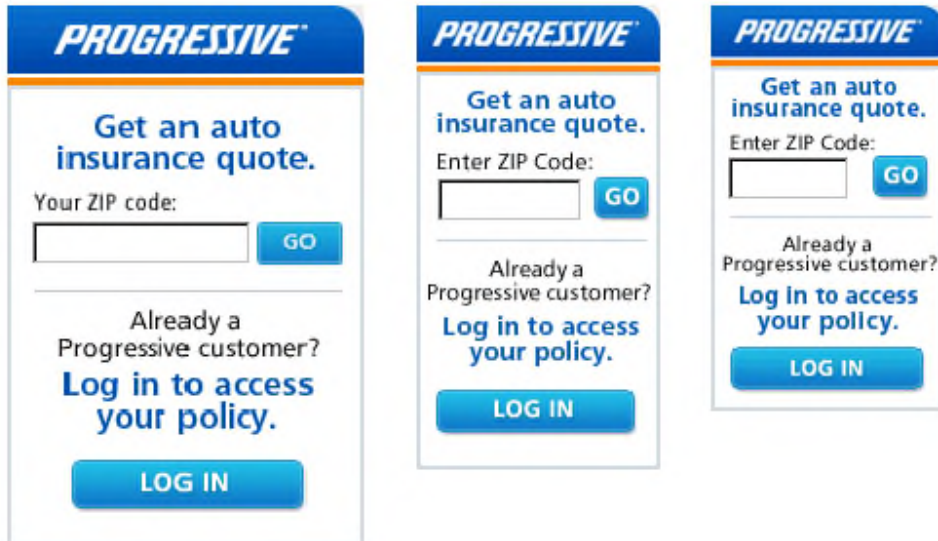 PROGRESSIVE
Get an auto
insurance quote.
Your ZIP code:
GO
Already a
Progressive customer?
Log in to access
your policy.
LOG IN
PROGRESSIVE
Get an auto
insurance quote.
Enter ZIP Code:
GO
Already a
Progressive customer?
Log in to access
your policy.
LOG IN
PROGRESSIVE
Get an auto
insurance quote.
Enter ZIP Code:
GO
Already a
Progressive customer?
Log in to access
your policy.
LOG IN